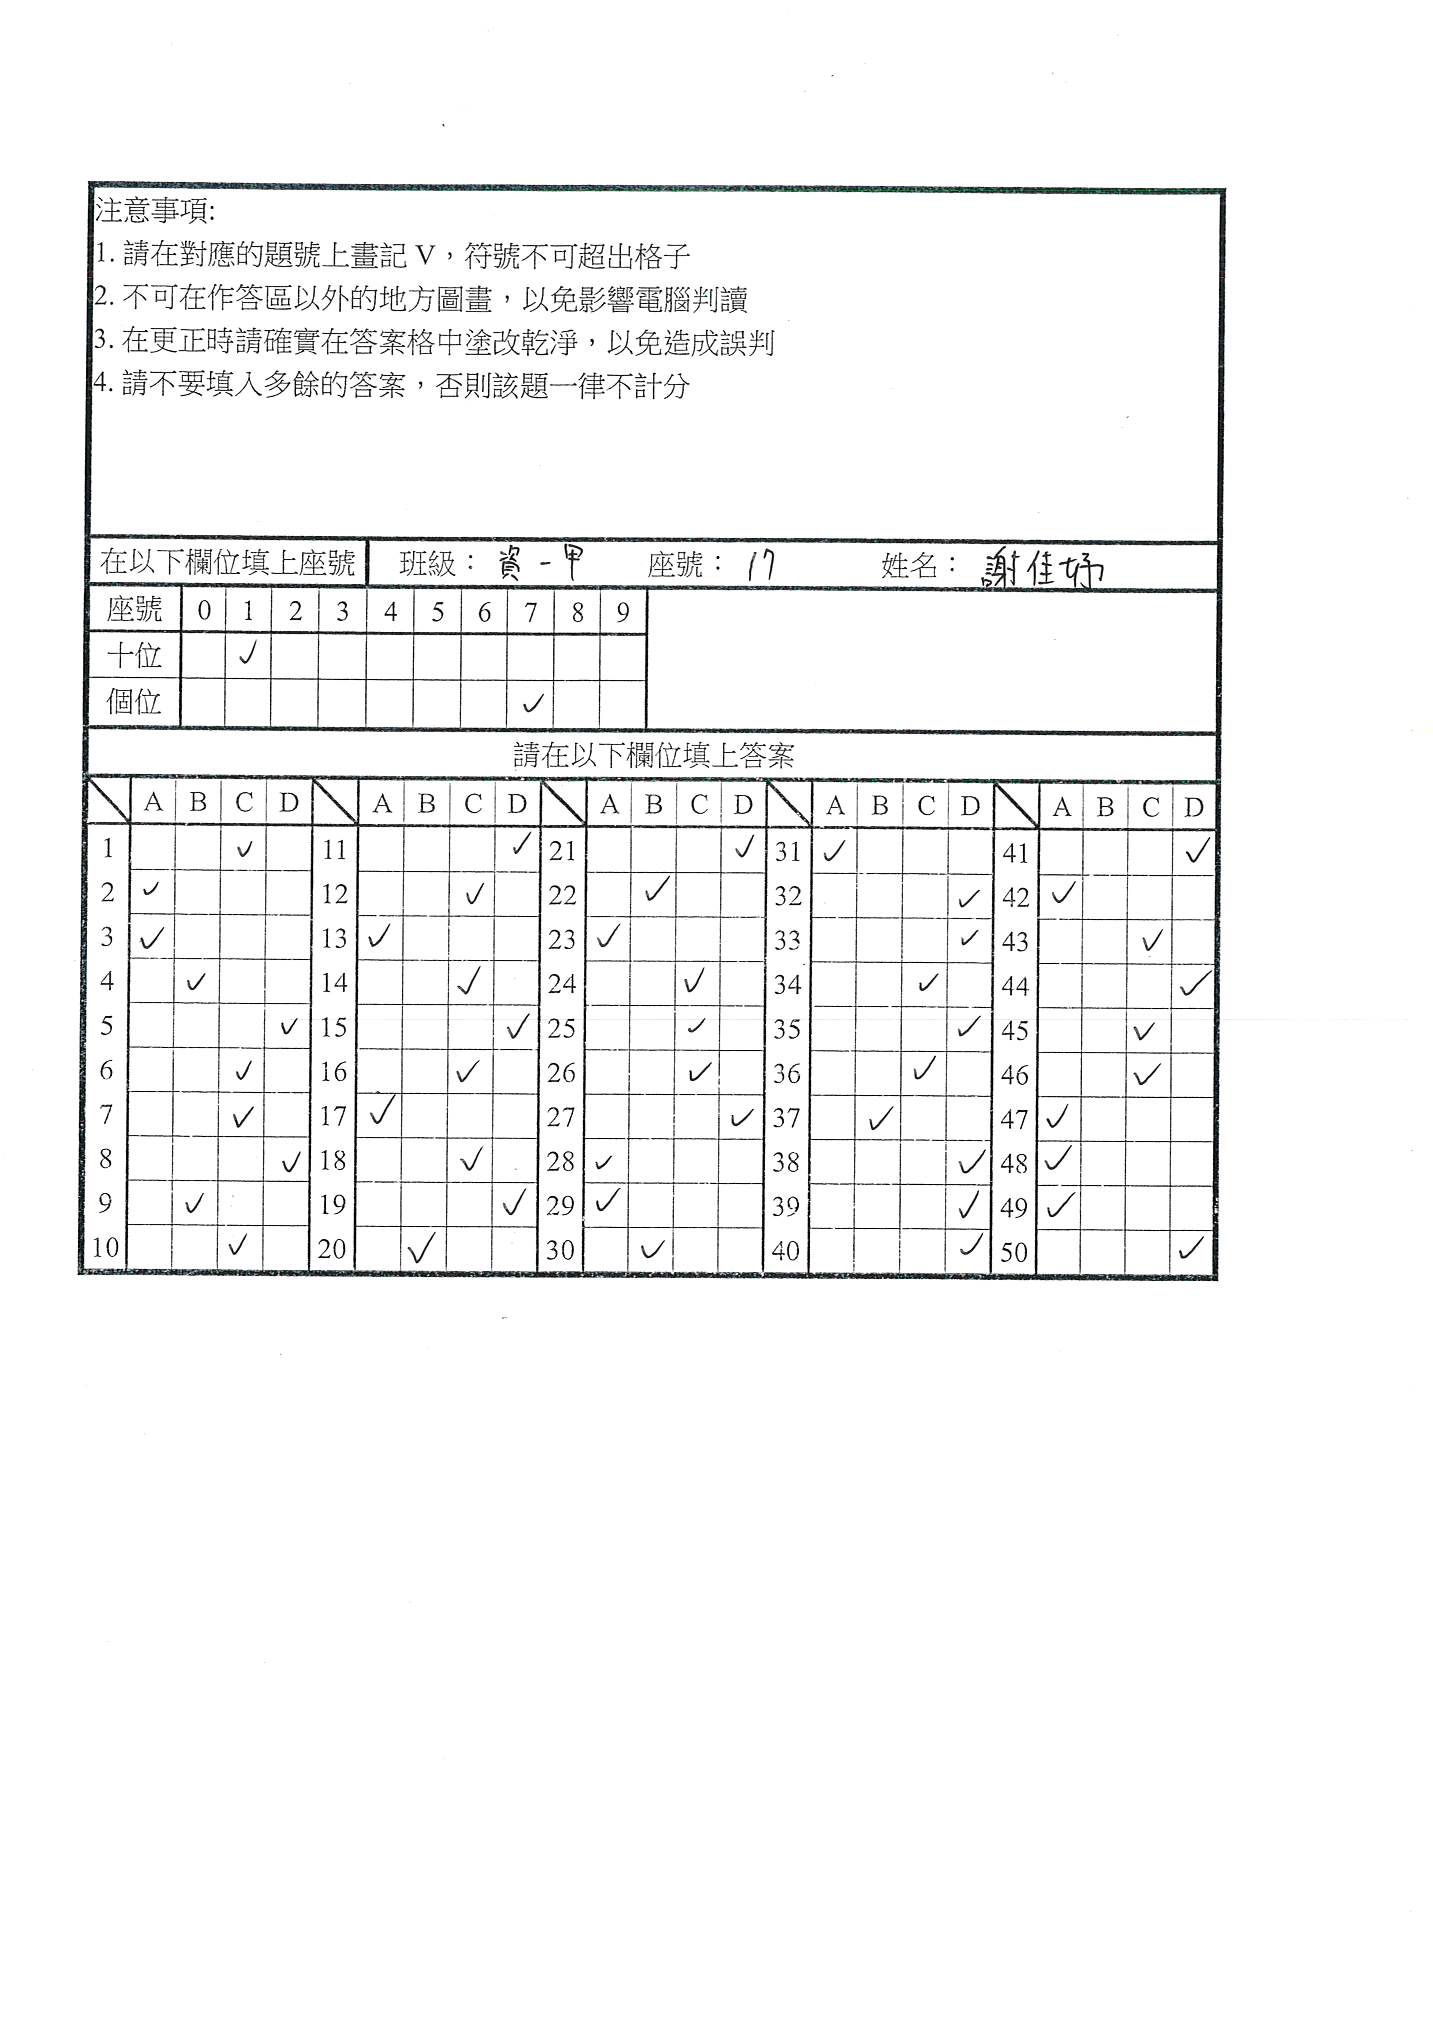 注意事項:
1. 請在對應的題號上畫記 V，符號不可超出格子
2. 不可在作答區以外的地方圖畫，以免影響電腦判讀
3. 在更正時請確實在答案格中塗改乾淨，以免造成誤判
4. 請不要填入多餘的答案，否則該題一律不計分
在以下欄位填上座號 班級： 資一甲 座號： 17 姓名： 謝佳妤
座號 0 1 2 3 4 5 6 7 8 9
十位 ✓
個位 ✓
請在以下欄位填上答案
A B C D A B C D A B C D A B C D A B C D
1 ✓ 11 ✓ 21 ✓ 31 ✓ 41 ✓
2 ✓ 12 ✓ 22 ✓ 32 ✓ 42 ✓
3 ✓ 13 ✓ 23 ✓ 33 ✓ 43 ✓
4 ✓ 14 ✓ 24 ✓ 34 ✓ 44 ✓
5 ✓ 15 ✓ 25 ✓ 35 ✓ 45 ✓
6 ✓ 16 ✓ 26 ✓ 36 ✓ 46 ✓
7 ✓ 17 ✓ 27 ✓ 37 ✓ 47 ✓
8 ✓ 18 ✓ 28 ✓ 38 ✓ 48 ✓
9 ✓ 19 ✓ 29 ✓ 39 ✓ 49 ✓
10 ✓ 20 ✓ 30 ✓ 40 ✓ 50 ✓